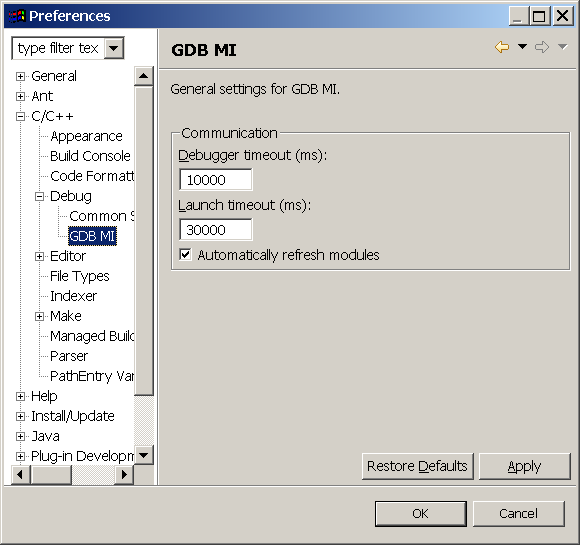 Preferences
type filter tex
General
Ant
C/C++
Appearance
Build Console
Code Formatt
Debug
Common S
GDB MI
Editor
File Types
Indexer
Make
Managed Build
Parser
PathEntry Var
Help
Install/Update
Java
Plug-in Developm
GDB MI
General settings for GDB MI.
Communication
Debugger timeout (ms):
10000
Launch timeout (ms):
30000
Automatically refresh modules
Restore Defaults
Apply
OK
Cancel